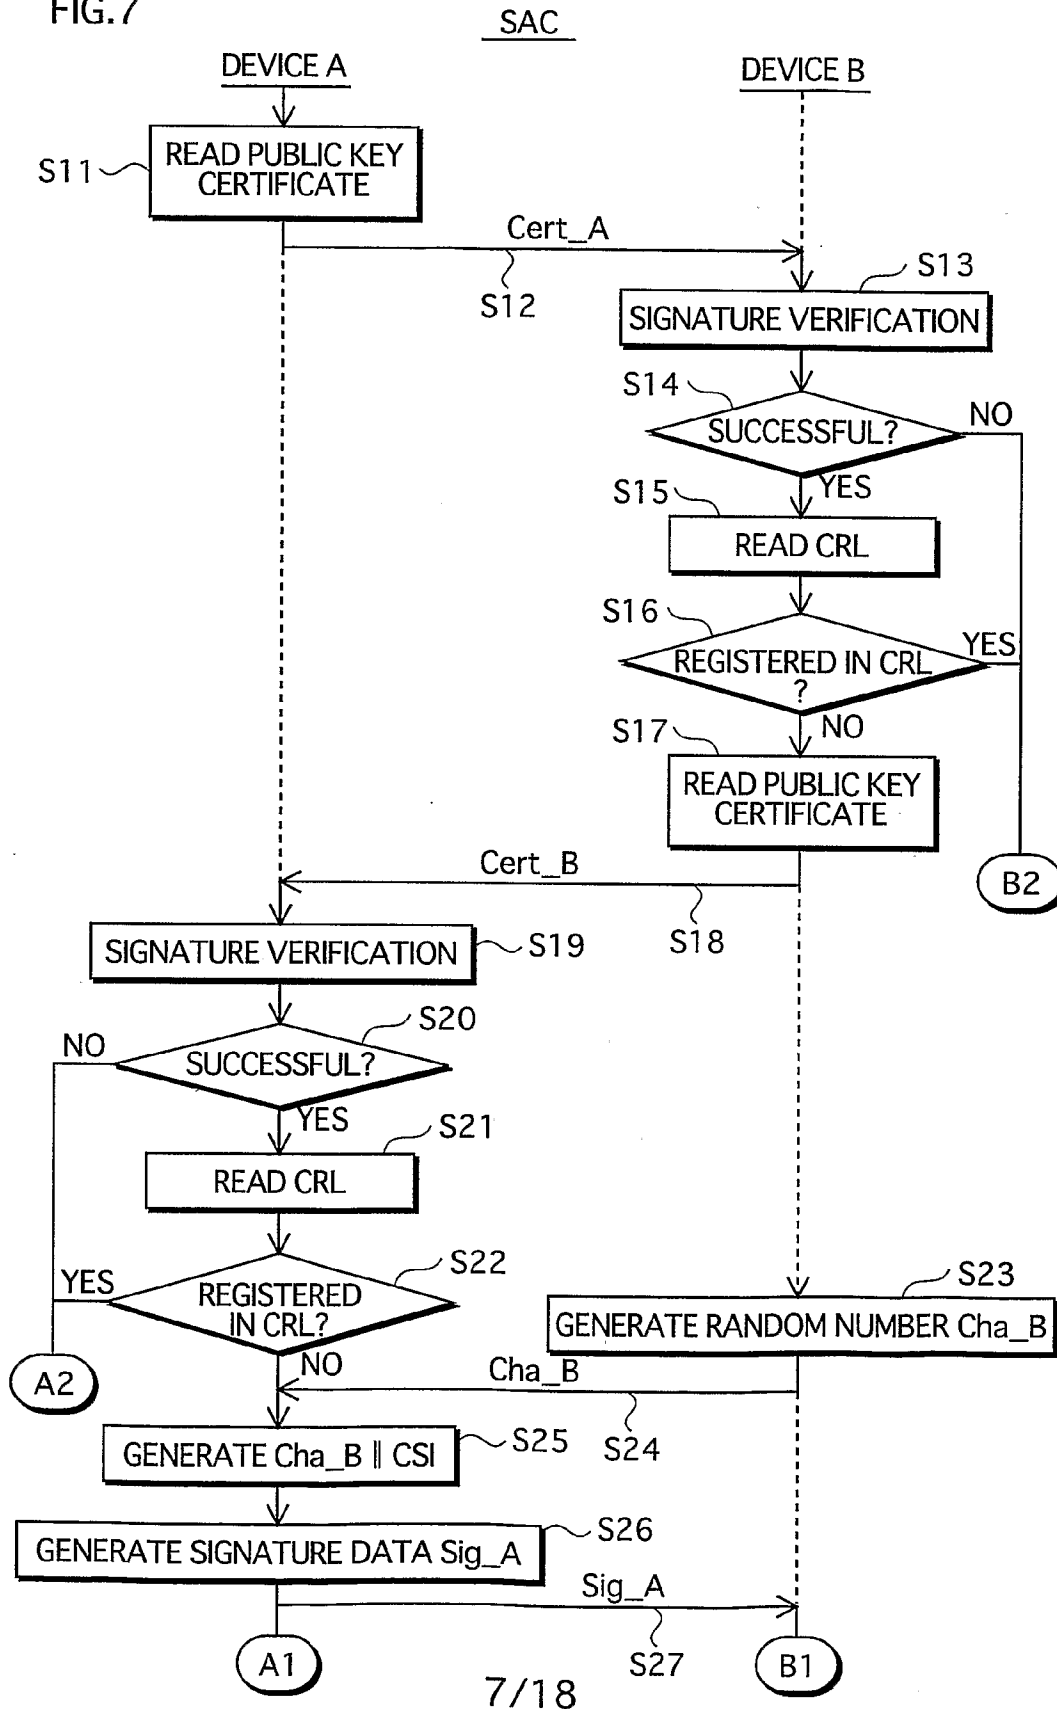 FIG.7
SAC
DEVICE A
DEVICE B
S11
READ PUBLIC KEY
CERTIFICATE
Cert_A
S12
S13
SIGNATURE VERIFICATION
S14
SUCCESSFUL?
NO
YES
S15
READ CRL
S16
REGISTERED IN CRL
?
YES
NO
S17
READ PUBLIC KEY
CERTIFICATE
Cert_B
S18
B2
SIGNATURE VERIFICATION
S19
S20
NO
SUCCESSFUL?
YES
S21
READ CRL
S22
YES
REGISTERED
IN CRL?
NO
A2
S23
GENERATE RANDOM NUMBER Cha_B
Cha_B
S24
GENERATE Cha_B || CSI
S25
GENERATE SIGNATURE DATA Sig_A
S26
Sig_A
S27
A1
B1
7/18